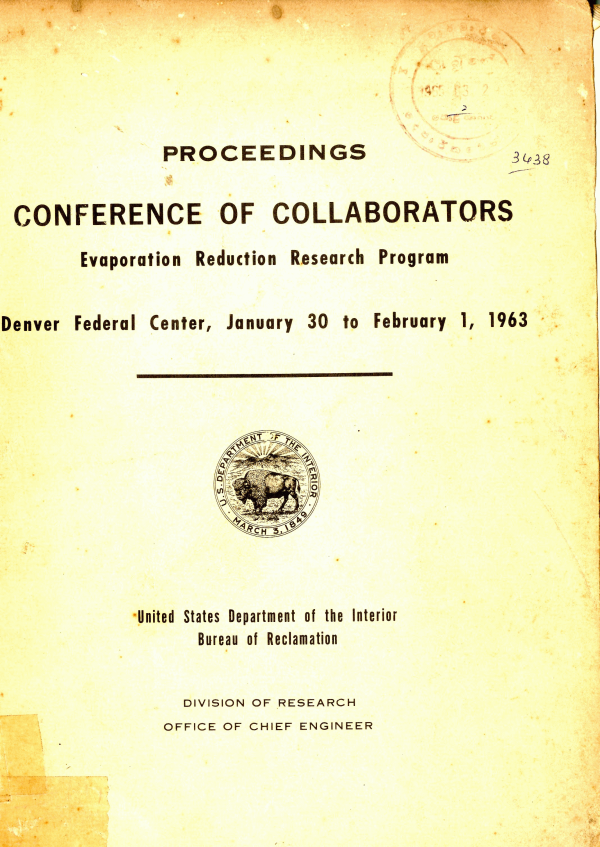 3438
PROCEEDINGS
CONFERENCE OF COLLABORATORS
Evaporation Reduction Research Program
Denver Federal Center, January 30 to February 1, 1963
U.S. DEPARTMENT OF THE INTERIOR
MARCH 3, 1849
United States Department of the Interior
Bureau of Reclamation
DIVISION OF RESEARCH
OFFICE OF CHIEF ENGINEER